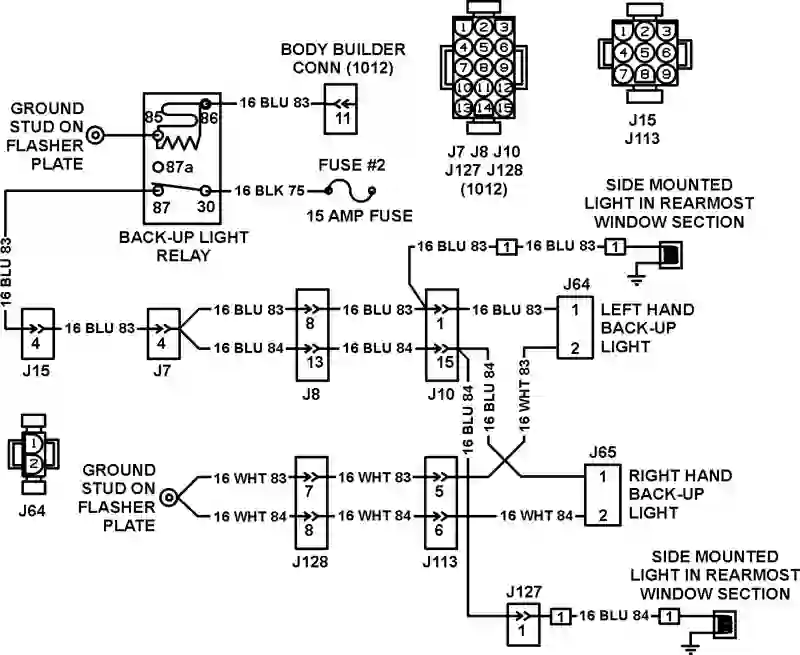 1 2 3
4 5 6
7 8 9
10 11 12
13 14 15
J7 J8 J10
J127 J128
(1012)
1 2 3
4 5 6
7 8 9
J15
J113
BODY BUILDER
CONN (1012)
16 BLU 83
11
GROUND
STUD ON
FLASHER
PLATE
85
86
87a
87
30
BACK-UP LIGHT
RELAY
FUSE #2
16 BLK 75
15 AMP FUSE
SIDE MOUNTED
LIGHT IN REARMOST
WINDOW SECTION
16 BLU 83
1
16 BLU 83
1
16 BLU 83
4
J15
16 BLU 83
4
J7
16 BLU 83
8
16 BLU 83
1
16 BLU 83
16 BLU 84
13
16 BLU 84
15
J8
J10
J64
1
2
LEFT HAND
BACK-UP
LIGHT
16 BLU 84
16 BLU 84
16 WHT 83
1
2
J64
GROUND
STUD ON
FLASHER
PLATE
16 WHT 83
7
16 WHT 83
5
16 WHT 84
8
16 WHT 84
6
16 WHT 84
J128
J113
J65
1
2
RIGHT HAND
BACK-UP
LIGHT
SIDE MOUNTED
LIGHT IN REARMOST
WINDOW SECTION
J127
1
1
16 BLU 84
1